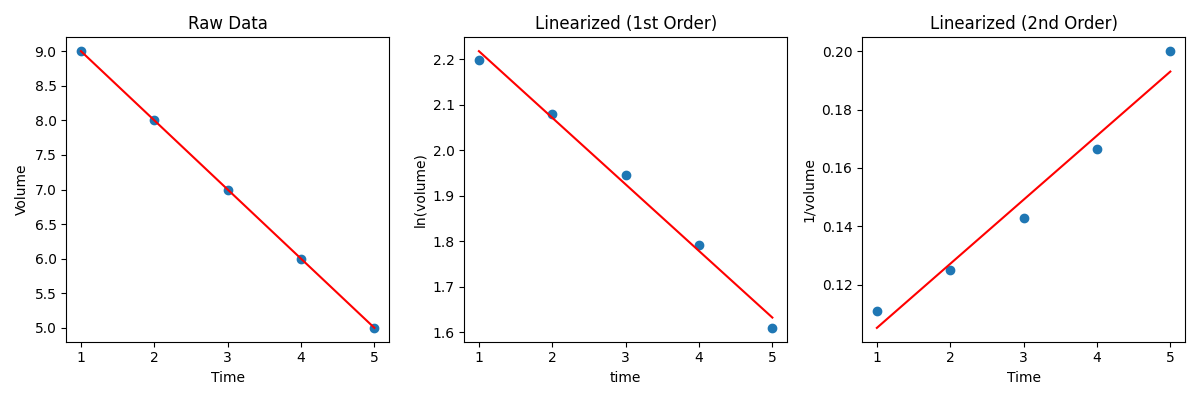 Raw Data
9.0
8.5
8.0
7.5
7.0
6.5
6.0
5.5
5.0
Volume
1 2 3 4 5
Time
Linearized (1st Order)
2.2
2.1
2.0
1.9
1.8
1.7
1.6
ln(volume)
1 2 3 4 5
time
Linearized (2nd Order)
0.20
0.18
0.16
0.14
0.12
1/volume
1 2 3 4 5
Time